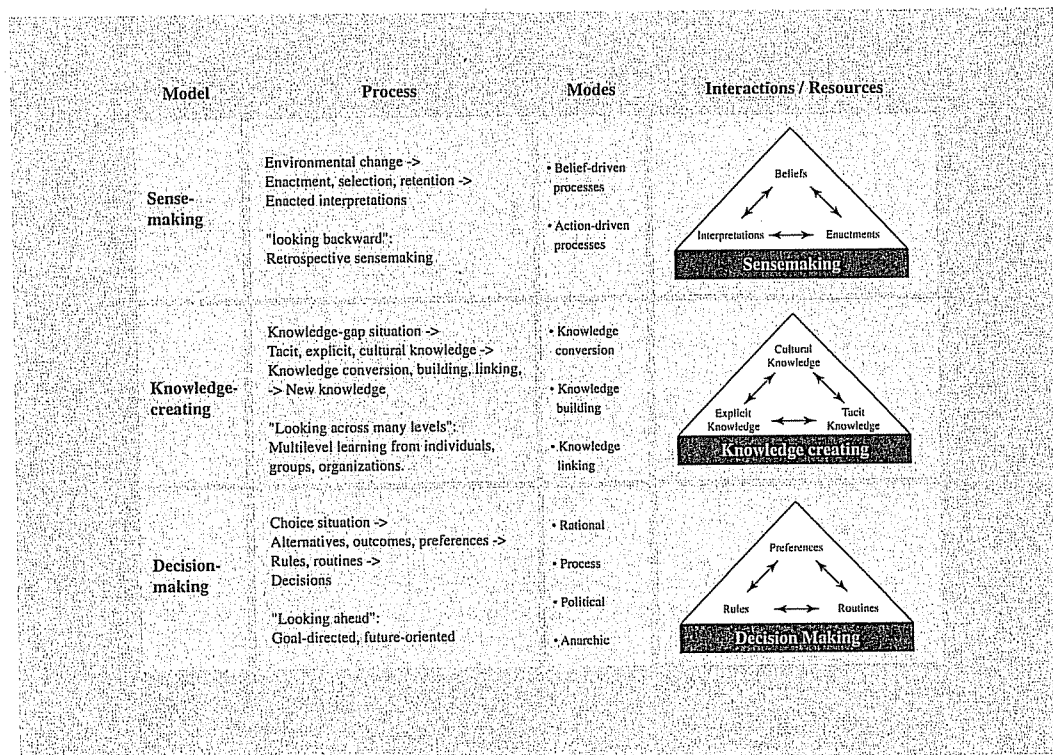 Model
Process
Modes
Interactions / Resources
Sense-
making
Environmental change ->
Enactment, selection, retention ->
Enacted interpretations
"looking backward":
Retrospective sensemaking
• Belief-driven
processes
• Action-driven
processes
Beliefs
Interpretations
Enactments
Sensemaking
Knowledge-
creating
Knowledge-gap situation ->
Tacit, explicit, cultural knowledge ->
Knowledge conversion, building, linking,
-> New knowledge
"Looking across many levels":
Multilevel learning from individuals,
groups, organizations.
• Knowledge
conversion
• Knowledge
building
• Knowledge
linking
Cultural
Knowledge
Explicit
Knowledge
Tacit
Knowledge
Knowledge creating
Decision-
making
Choice situation ->
Alternatives, outcomes, preferences ->
Rules, routines ->
Decisions
"Looking ahead":
Goal-directed, future-oriented
• Rational
• Process
• Political
• Anarchic
Preferences
Rules
Routines
Decision Making